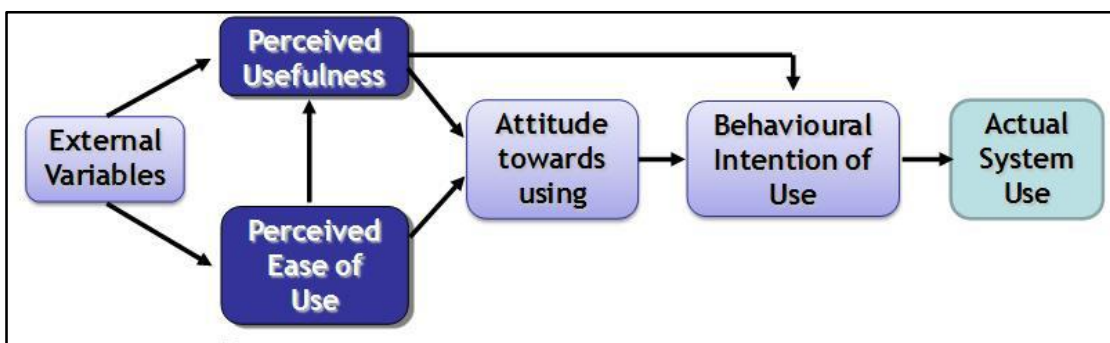 Perceived
Usefulness
External
Variables
Perceived
Ease of
Use
Attitude
towards
using
Behavioural
Intention of
Use
Actual
System
Use